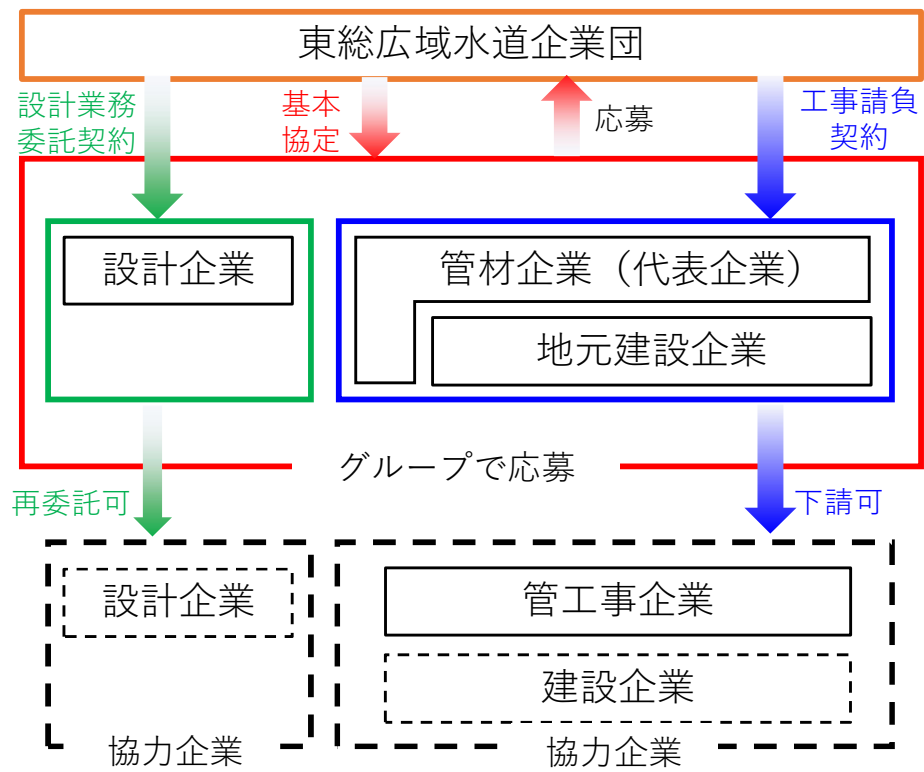 東総広域水道企業団
設計業務
委託契約
基本
協定
応募
工事請負
契約
設計企業
管材企業（代表企業）
地元建設企業
グループで応募
再委託可
下請可
設計企業
管工事企業
建設企業
協力企業
協力企業